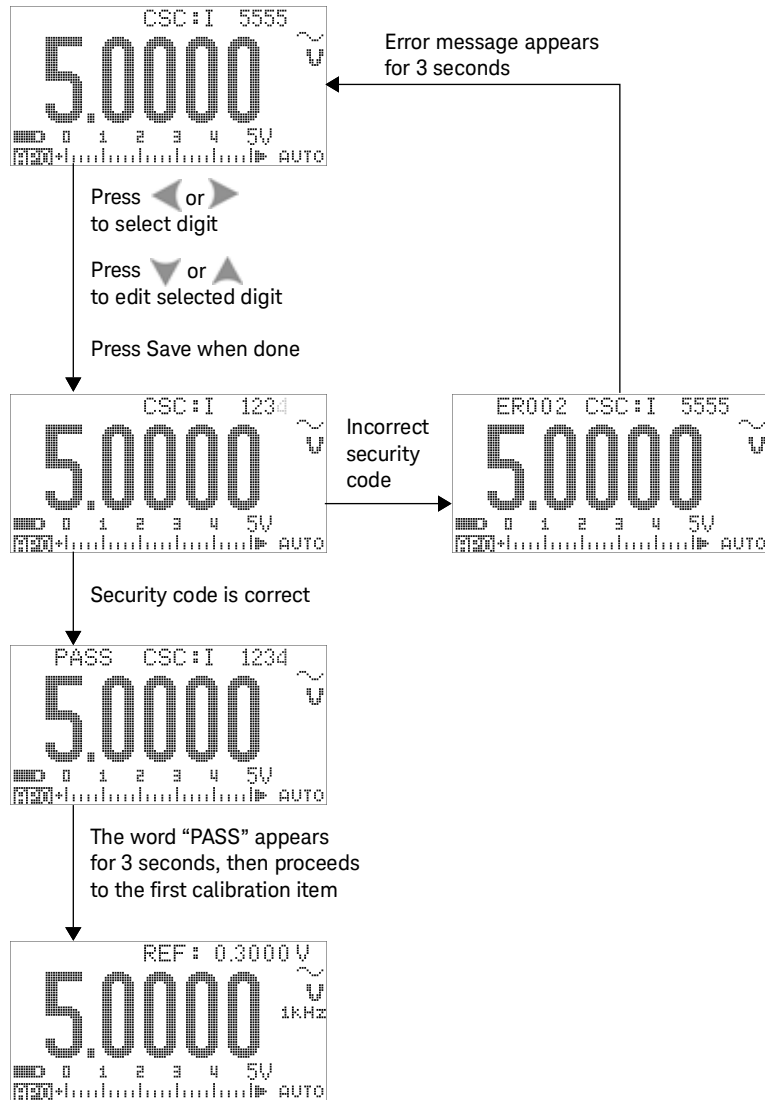 CSC:I 5555
5.0000
V
0 1 2 3 4 5V
APO AUTO
Error message appears
for 3 seconds
Press or
to select digit
Press or
to edit selected digit
Press Save when done
CSC:I 1234
5.0000
V
0 1 2 3 4 5V
APO AUTO
Incorrect
security
code
ER002 CSC:I 5555
5.0000
V
0 1 2 3 4 5V
APO AUTO
Security code is correct
PASS CSC:I 1234
5.0000
V
0 1 2 3 4 5V
APO AUTO
The word “PASS” appears
for 3 seconds, then proceeds
to the first calibration item
REF: 0.3000 V
5.0000
V
1kHz
0 1 2 3 4 5V
APO AUTO